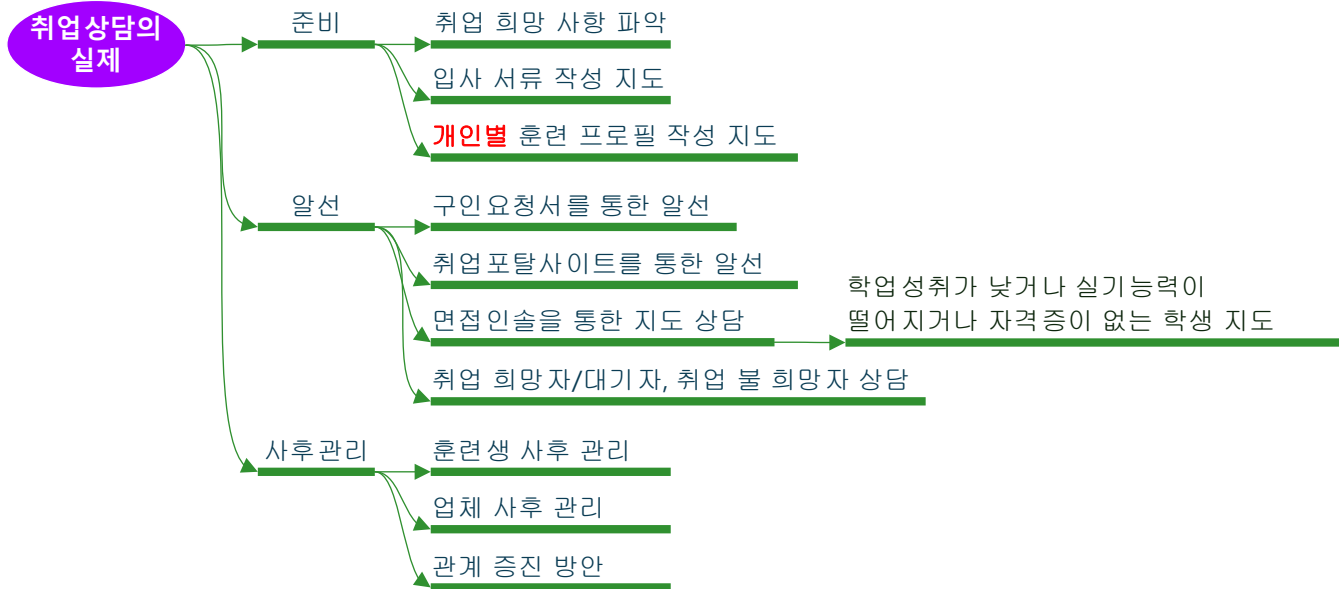 취업상담의
실제
준비
취업 희망 사항 파악
입사 서류 작성 지도
개인별 훈련 프로필 작성 지도
알선
구인요청서를 통한 알선
취업포탈사이트를 통한 알선
면접인솔을 통한 지도 상담
학업성취가 낮거나 실기능력이
떨어지거나 자격증이 없는 학생 지도
취업 희망자/대기자, 취업 불 희망자 상담
사후관리
훈련생 사후 관리
업체 사후 관리
관계 증진 방안